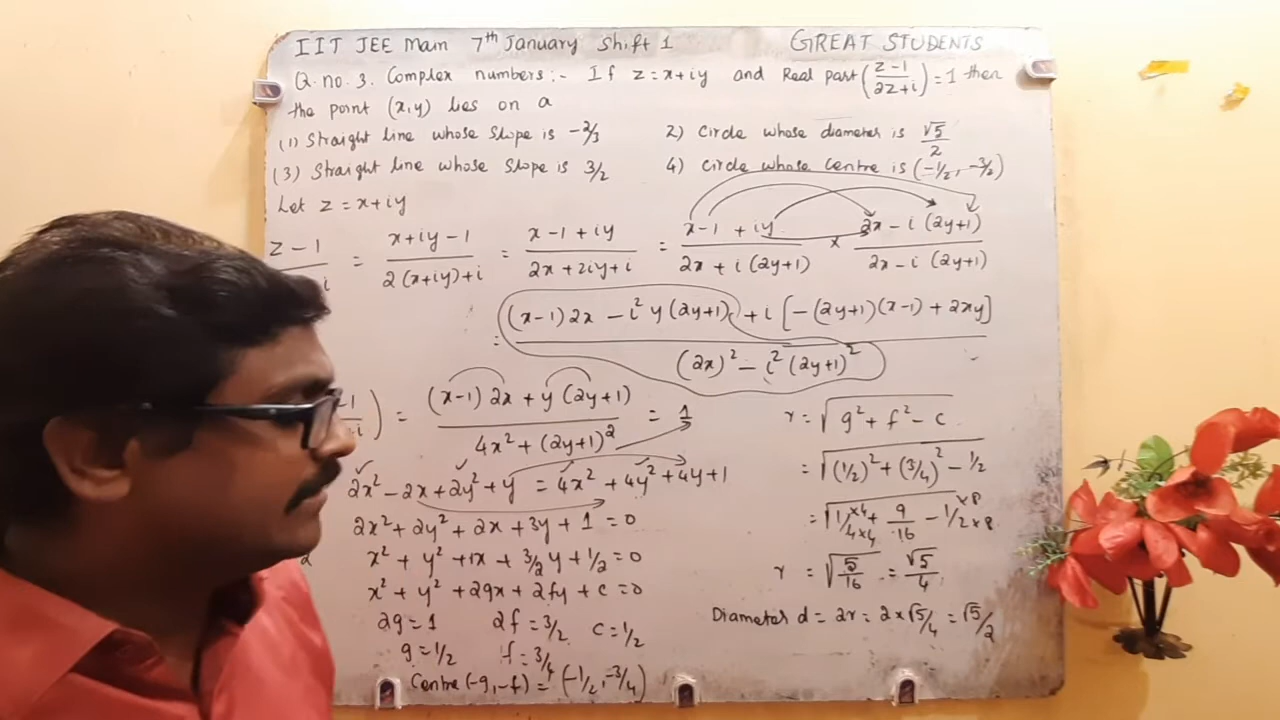 IIT JEE Main 7th January Shift 1 GREAT STUDENTS
Q. no. 3. Complex numbers:- If z = x+iy and Real part ((z-1)/(2z+i)) = 1 then
the point (x,y) lies on a
(1) Straight line whose slope is -2/3 2) Circle whose diameter is √5/2
(3) Straight line whose slope is 3/2 4) Circle whose centre is (-1/2, -3/2)
Let z = x+iy
z-1 / i = (x+iy-1)/(2(x+iy)+i) = (x-1+iy)/(2x+2iy+i) = (x-1+iy)/(2x+i(2y+1)) × (2x-i(2y+1))/(2x-i(2y+1))
= ((x-1)2x - i²y(2y+1) + i[-(2y+1)(x-1)+2xy])/((2x)² - i²(2y+1)²)
-1/-i) = ((x-1)2x + y(2y+1))/(4x²+(2y+1)²) = 1/1
2x² - 2x + 2y² + y = 4x² + 4y² + 4y + 1
2x² + 2y² + 2x + 3y + 1 = 0
x² + y² + 1x + 3/2 y + 1/2 = 0
x² + y² + 2gx + 2fy + c = 0
2g = 1 2f = 3/2 c = 1/2
g = 1/2 f = 3/4
Centre (-g, -f) = (-1/2, -3/4)
r = √(g² + f² - c)
= √((1/2)² + (3/4)² - 1/2)
= √(1/4 ×4/×4 + 9/16 - 1/2 ×8/×8)
r = √(5/16) = √5/4
Diameter d = 2r = 2×√5/4 = √5/2